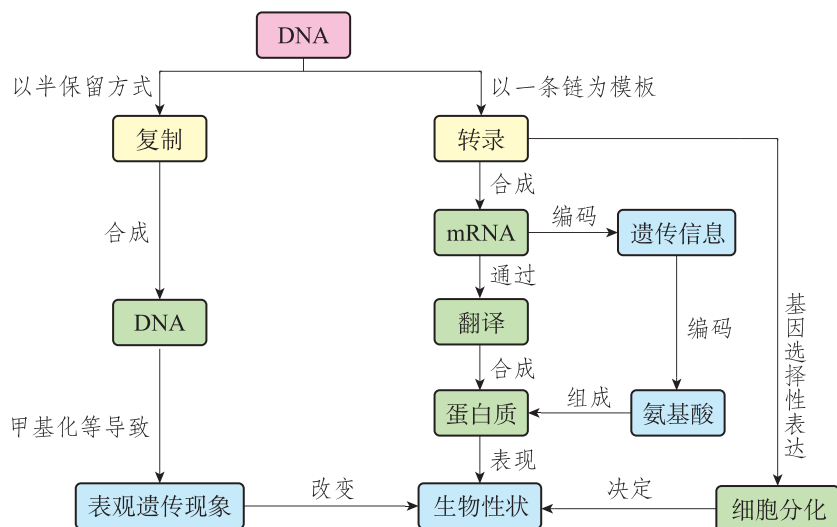 DNA
以半保留方式
以一条链为模板
复制
转录
合成
mRNA
编码
遗传信息
合成
通过
DNA
翻译
编码
基因选择性表达
合成
甲基化等导致
蛋白质
组成
氨基酸
表现
表观遗传现象
改变
生物性状
决定
细胞分化